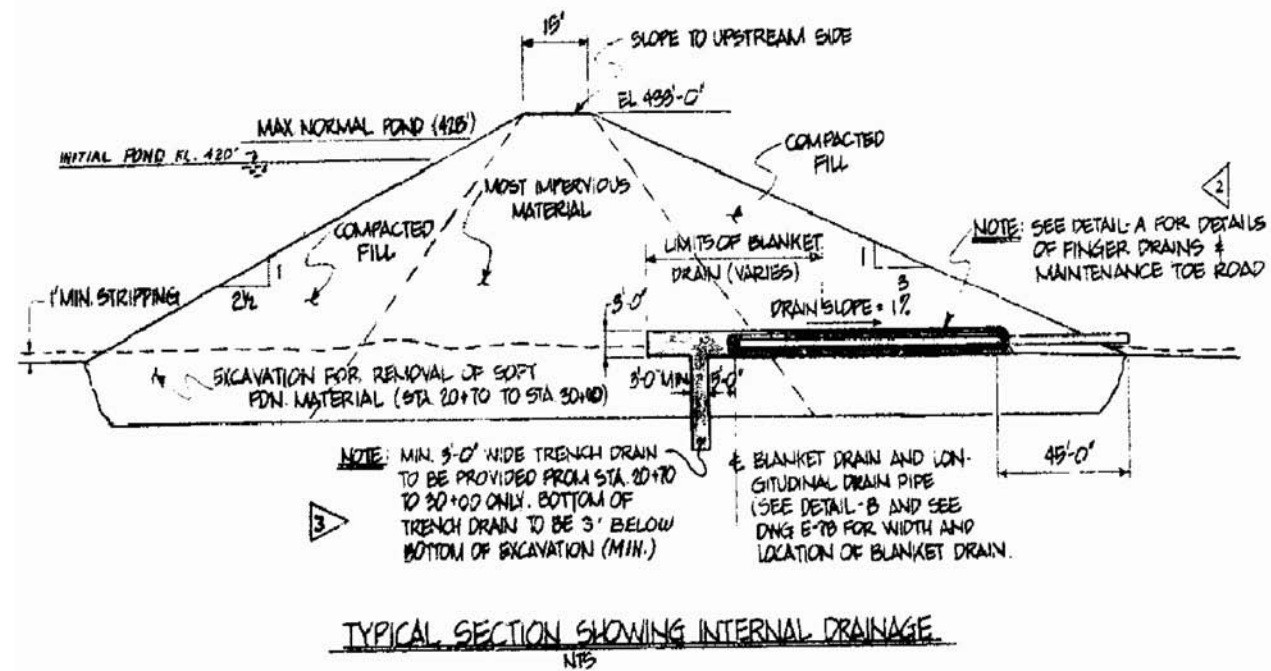 15'
SLOPE TO UPSTREAM SIDE
EL 433'-0"
MAX NORMAL POND (428')
INITIAL POND EL. 420'
COMPACTED
FILL
MOST IMPERVIOUS
MATERIAL
2
COMPACTED
FILL
LIMITS OF BLANKET
DRAIN (VARIES)
NOTE: SEE DETAIL-A FOR DETAILS
OF FINGER DRAINS &
MAINTENANCE TOE ROAD
1
2½
1
3
1' MIN. STRIPPING
3'-0"
DRAIN SLOPE = 1%
EXCAVATION FOR REMOVAL OF SOFT
FDN. MATERIAL (STA. 20+70 TO STA. 30+00)
3'-0" MIN
5'-0"
45'-0"
NOTE: MIN. 3'-0" WIDE TRENCH DRAIN
TO BE PROVIDED FROM STA. 20+70
TO 30+00 ONLY. BOTTOM OF
TRENCH DRAIN TO BE 3' BELOW
BOTTOM OF EXCAVATION (MIN.)
3
℄ BLANKET DRAIN AND LON-
GITUDINAL DRAIN PIPE
(SEE DETAIL-B AND SEE
DWG E-7B FOR WIDTH AND
LOCATION OF BLANKET DRAIN.
TYPICAL SECTION SHOWING INTERNAL DRAINAGE
NTS